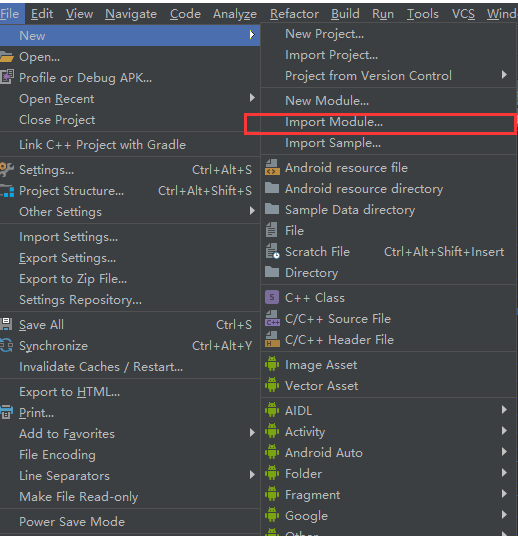 File Edit View Navigate Code Analyze Refactor Build Run Tools VCS
New
Open...
Profile or Debug APK...
Open Recent
Close Project
Link C++ Project with Gradle
Settings... Ctrl+Alt+S
Project Structure... Ctrl+Alt+Shift+S
Other Settings
Import Settings...
Export Settings...
Export to Zip File...
Settings Repository...
Save All Ctrl+S
Synchronize Ctrl+Alt+Y
Invalidate Caches / Restart...
Export to HTML...
Print...
Add to Favorites
File Encoding
Line Separators
Make File Read-only
Power Save Mode
New Project...
Import Project...
Project from Version Control
New Module...
Import Module...
Import Sample...
Android resource file
Android resource directory
Sample Data directory
File
Scratch File Ctrl+Alt+Shift+Insert
Directory
S C++ Class
C++ C/C++ Source File
H C/C++ Header File
Image Asset
Vector Asset
AIDL
Activity
Android Auto
Folder
Fragment
Google